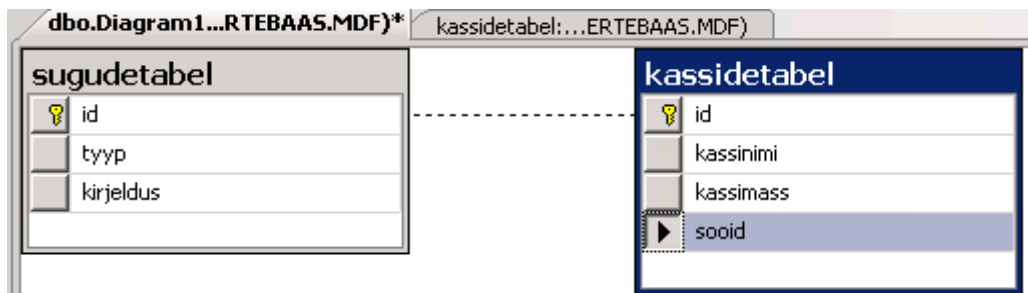 dbo.Diagram1...RTEBAAS.MDF)*
kassidetabel:...ERTEBAAS.MDF)
sugudetabel
id
tyyp
kirjeldus
kassidetabel
id
kassinimi
kassimass
sooid